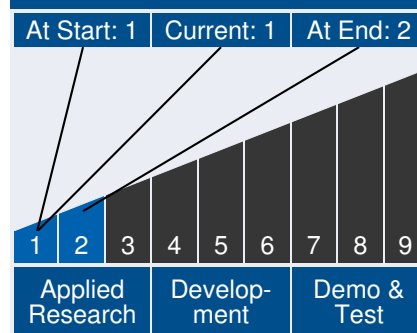 At Start: 1 Current: 1 At End: 2
1 2 3 4 5 6 7 8 9
Applied Develop- Demo &
Research ment Test